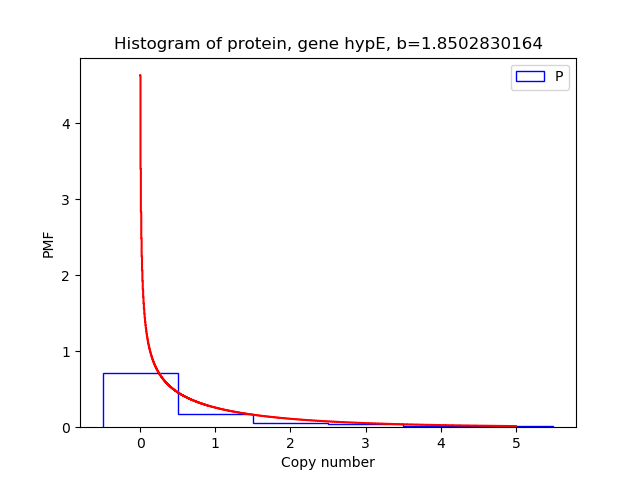 Histogram of protein, gene hypE, b=1.8502830164
P
4
3
2
1
0
PMF
0 1 2 3 4 5
Copy number